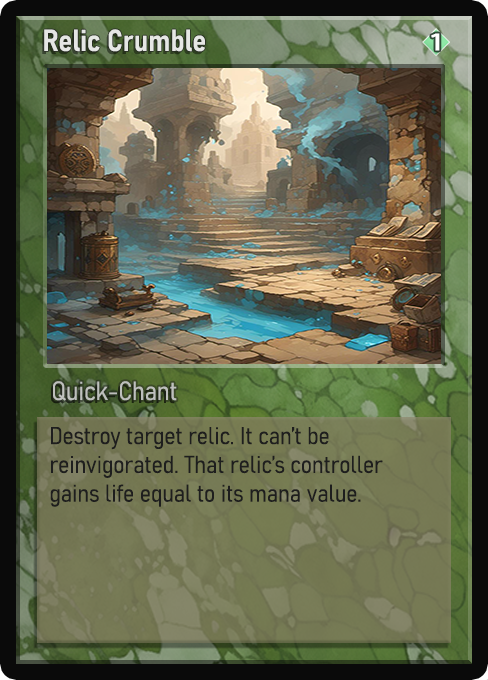 Relic Crumble 1
Quick-Chant
Destroy target relic. It can't be
reinvigorated. That relic's controller
gains life equal to its mana value.